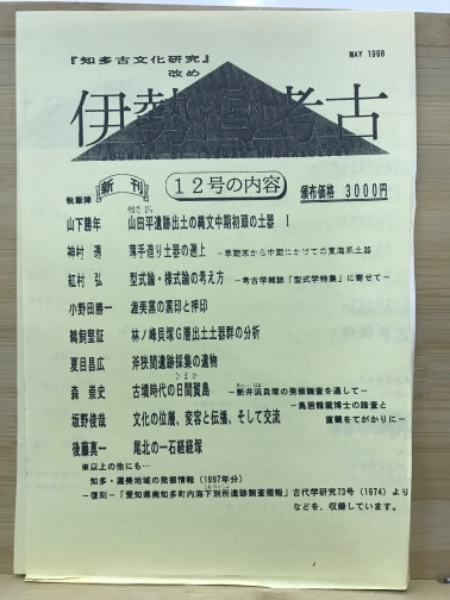 『知多古文化研究』
改め
MAY 1998
伊勢湾考古
執筆陣
新刊
12号の内容
頒布価格 3000円
山下勝年 山田平遺跡出土の縄文中期初頭の土器 Ⅰ
神村 透 薄手造り土器の遡上 −早期末から中期にかけての東海系土器
紅村 弘 型式論・様式論の考え方 −考古学雑誌「型式学特集」に寄せて−
小野田勝一 渥美窯の窯印と押印
鵜飼堅証 林ノ峰貝塚G層出土土器群の分析
夏目昌広 斧狭間遺跡採集の遺物
ひまか
森 崇史 古墳時代の日間賀島 −新井浜貝塚の発掘調査を通して−
坂野俊哉 文化の位層、変容と伝播、そして交流 −鳥居龍蔵博士の踏査と
直観をてがかりに−
後藤真一 尾北の一石経経塚
※以上の他にも…
知多・渥美地域の発掘情報(1997年分)
−復刻−「愛知県南知多町内海下別所遺跡調査概報」古代学研究73号(1974)より
などを、収録しています。